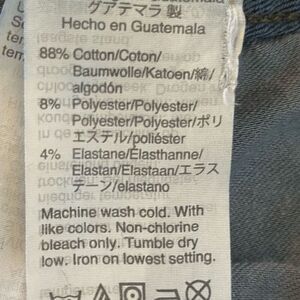 Guatemala
グアテマラ 製
Hecho en Guatemala
88% Cotton/Coton/
Baumwolle/Katoen/綿/
algodón
8% Polyester/Polyester/
Polyester/Polyester/ポリ
エステル/poliéster
4% Elastane/Élasthanne/
Elastan/Elastaan/エラス
テーン/elastano
Machine wash cold. With
like colors. Non-chlorine
bleach only. Tumble dry
low. Iron on lowest setting.